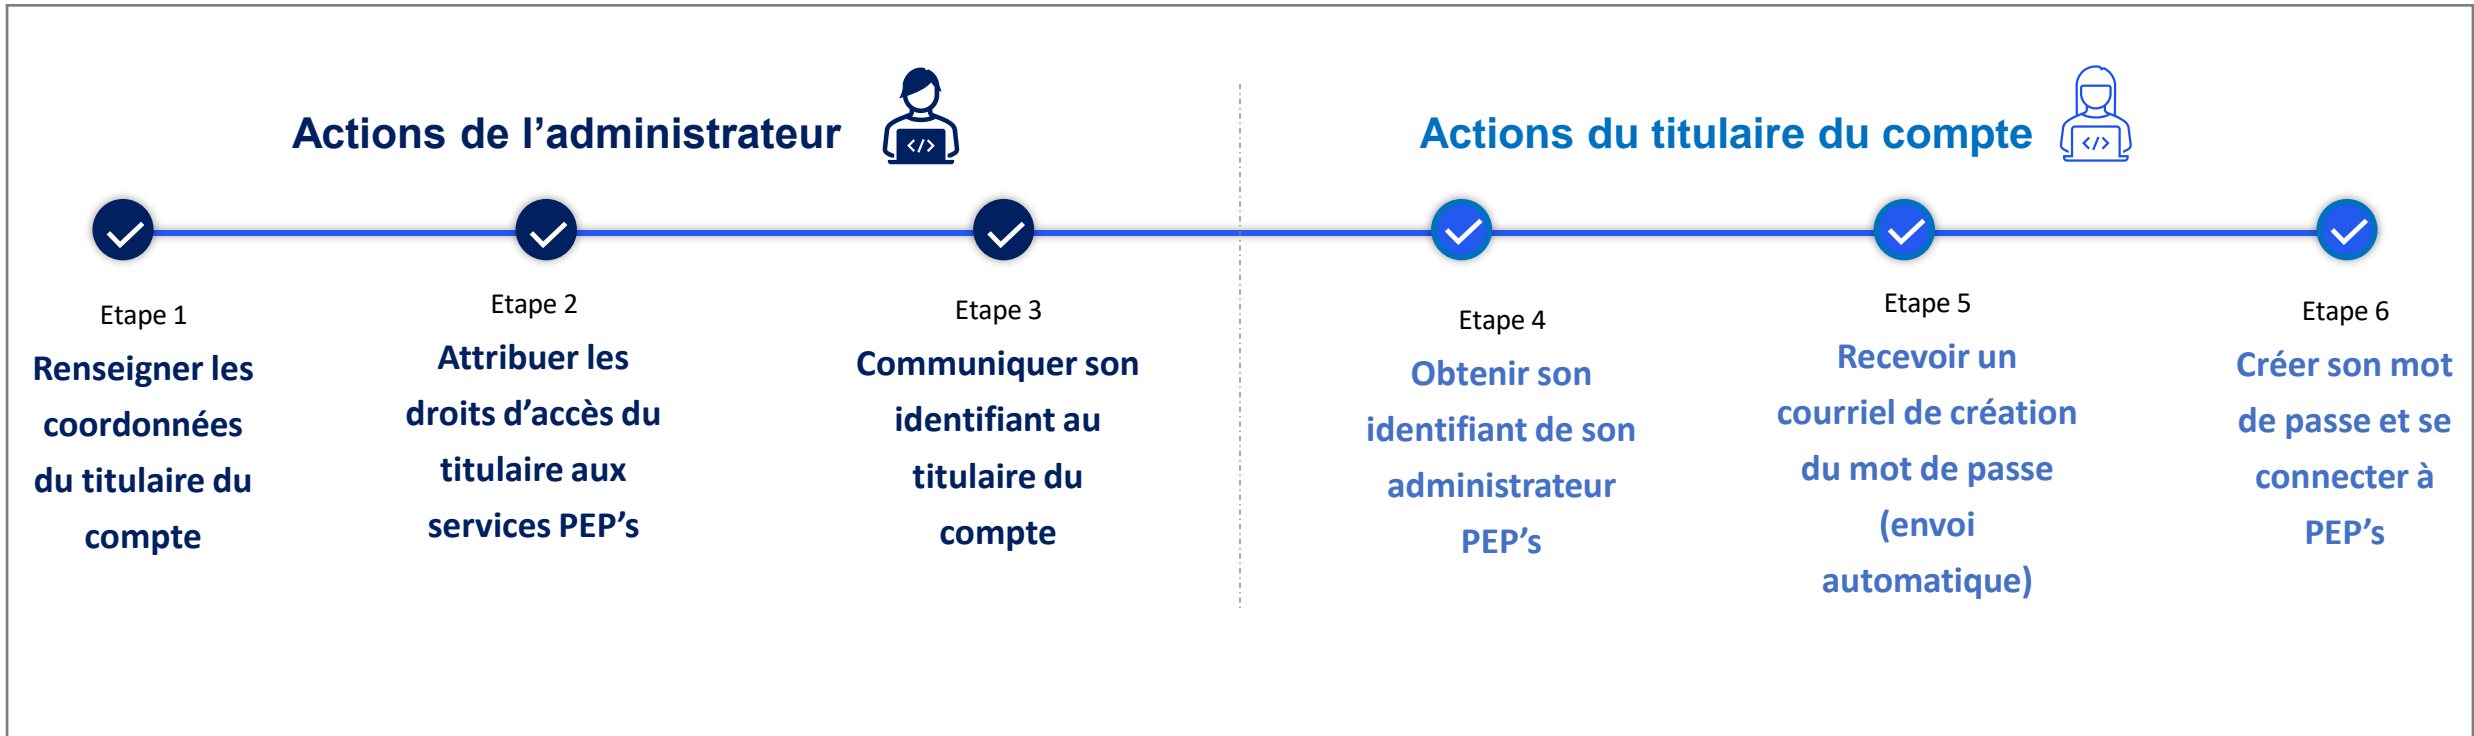 Actions de l’administrateur
</>
Actions du titulaire du compte
</>
Etape 1
Renseigner les
coordonnées
du titulaire du
compte
Etape 2
Attribuer les
droits d’accès du
titulaire aux
services PEP’s
Etape 3
Communiquer son
identifiant au
titulaire du
compte
Etape 4
Obtenir son
identifiant de son
administrateur
PEP’s
Etape 5
Recevoir un
courriel de création
du mot de passe
(envoi
automatique)
Etape 6
Créer son mot
de passe et se
connecter à
PEP’s